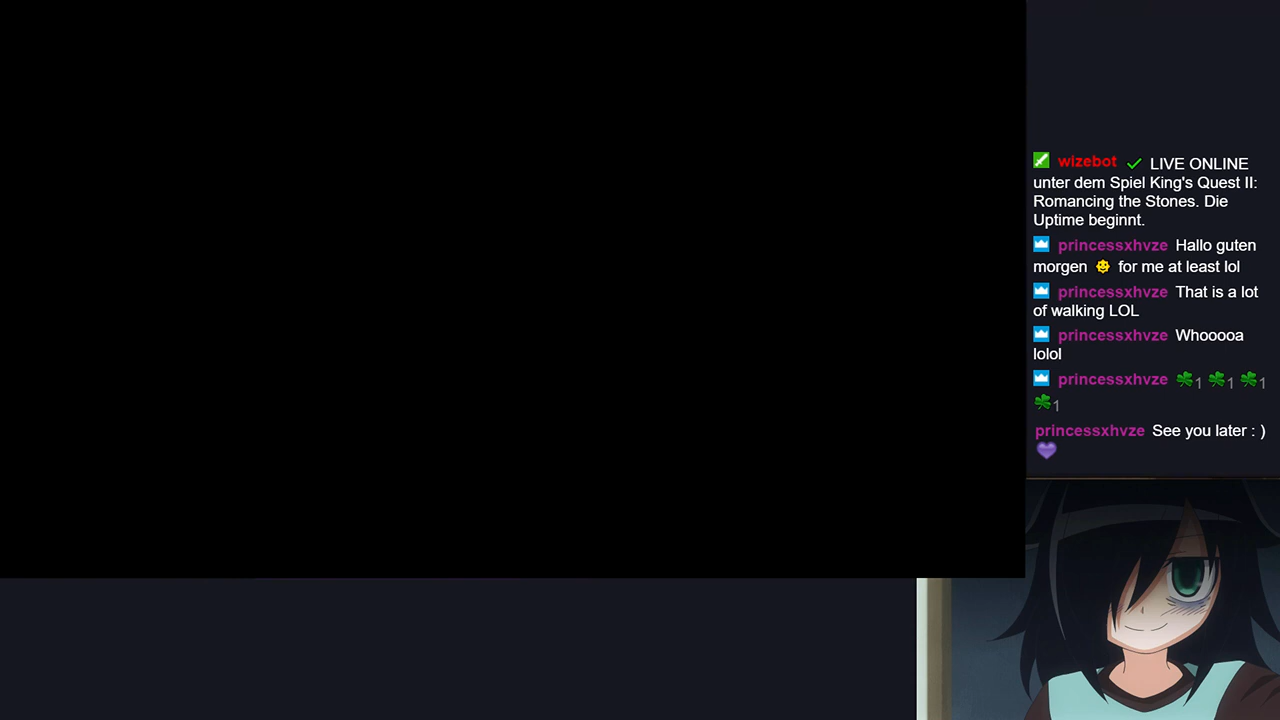 wizebot LIVE ONLINE
unter dem Spiel King's Quest II:
Romancing the Stones. Die
Uptime beginnt.
princessxhvze Hallo guten
morgen for me at least lol
princessxhvze That is a lot
of walking LOL
princessxhvze Whooooa
lolol
princessxhvze 1 1 1
1
princessxhvze See you later : )